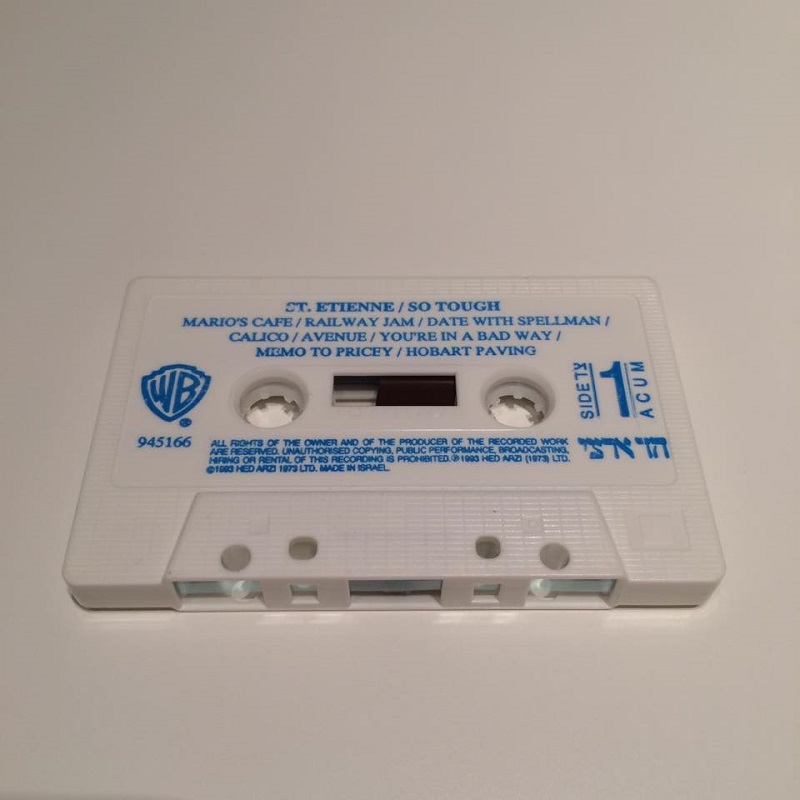 ST. ETIENNE / SO TOUGH
MARIO'S CAFE / RAILWAY JAM / DATE WITH SPELLMAN /
CALICO / AVENUE / YOU'RE IN A BAD WAY /
MEMO TO PRICEY / HOBART PAVING
WB ®
945166
SIDE צד
1
ACUM
הד ארצי
ALL RIGHTS OF THE OWNER AND OF THE PRODUCER OF THE RECORDED WORK
ARE RESERVED. UNAUTHORISED COPYING, PUBLIC PERFORMANCE, BROADCASTING,
HIRING OR RENTAL OF THIS RECORDING IS PROHIBITED. ℗ 1993 HED ARZI (1973) LTD.
© 1993 HED ARZI 1973 LTD. MADE IN ISRAEL.